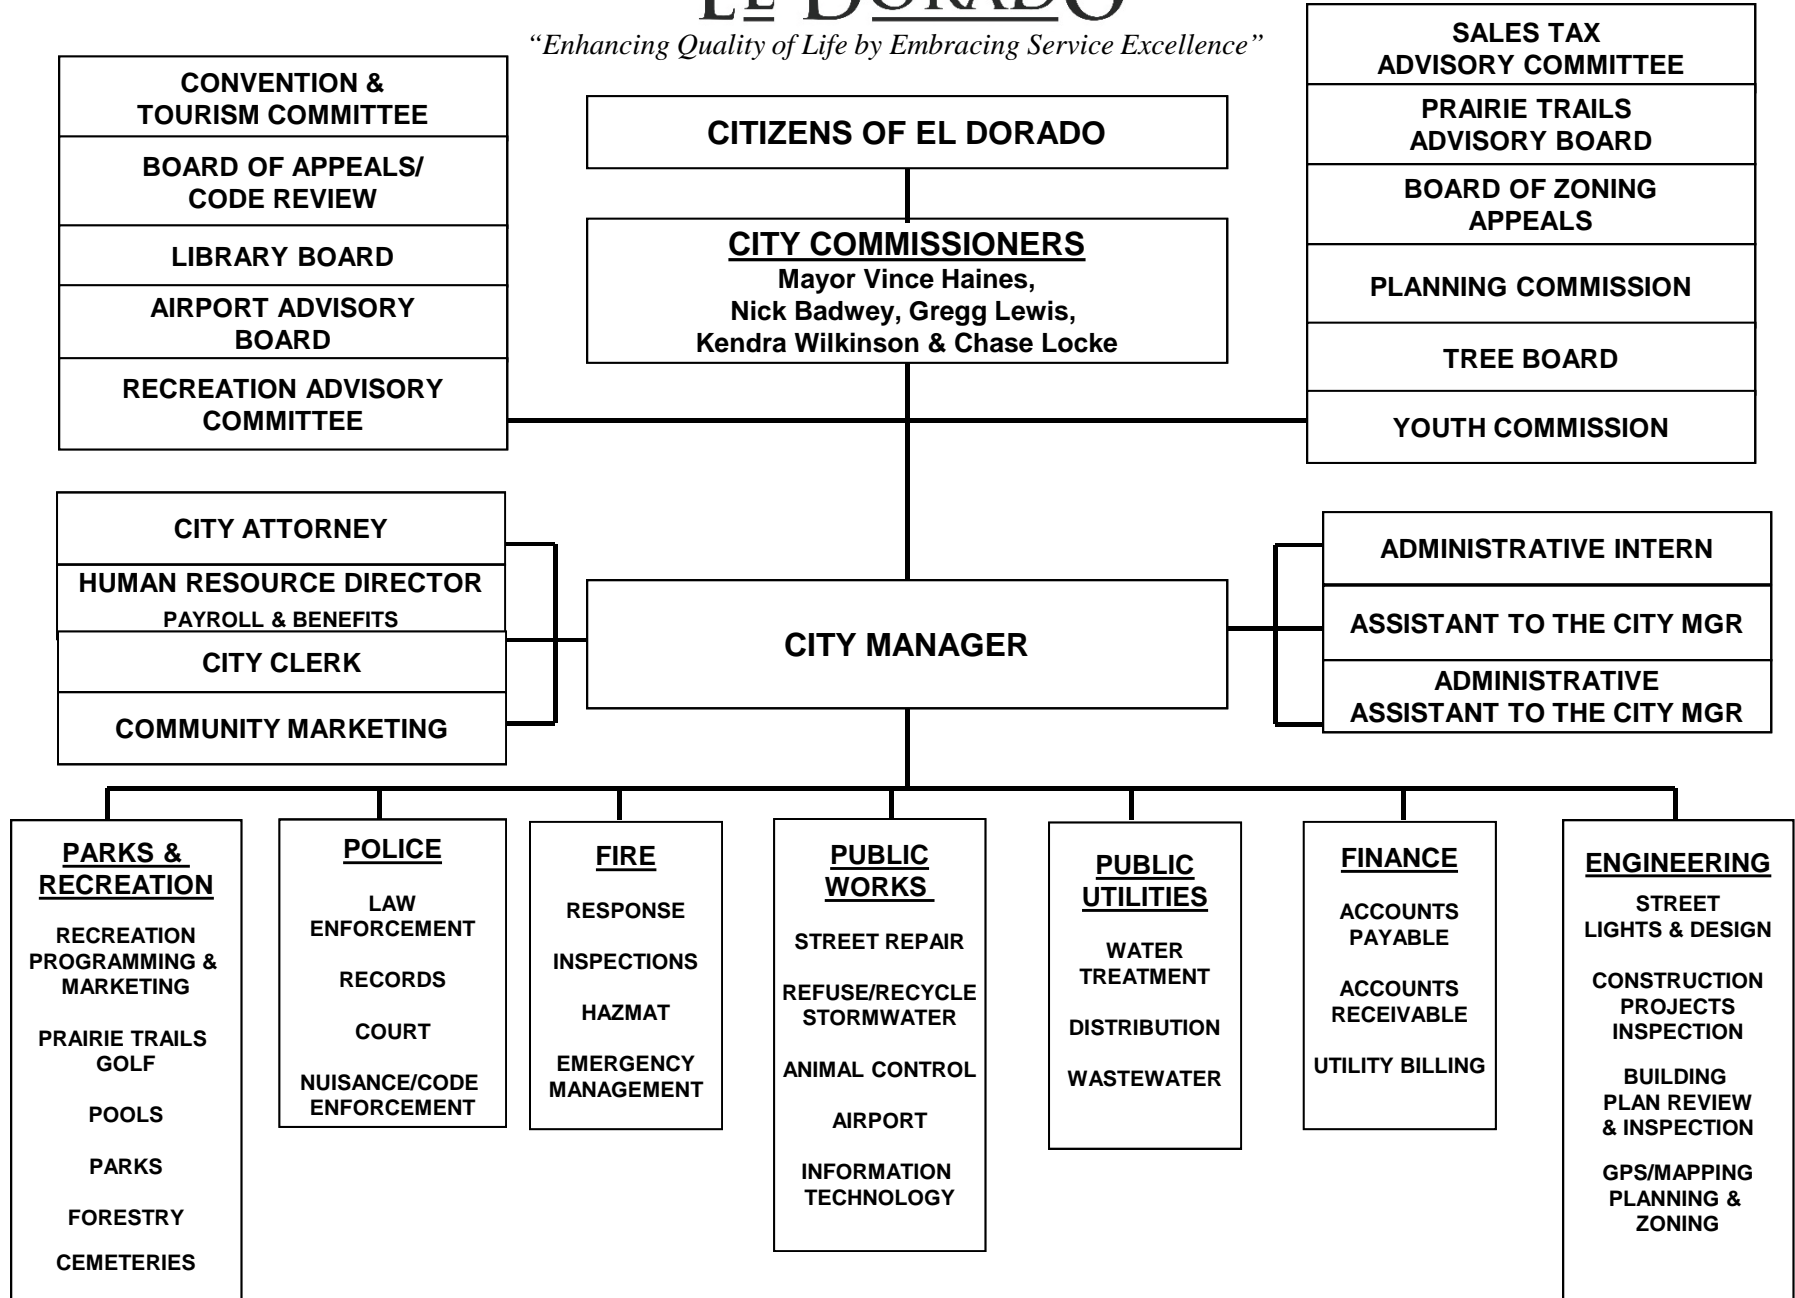 EL DORADO
“Enhancing Quality of Life by Embracing Service Excellence”
CONVENTION &
TOURISM COMMITTEE
BOARD OF APPEALS/
CODE REVIEW
LIBRARY BOARD
AIRPORT ADVISORY
BOARD
RECREATION ADVISORY
COMMITTEE
CITIZENS OF EL DORADO
CITY COMMISSIONERS
Mayor Vince Haines,
Nick Badwey, Gregg Lewis,
Kendra Wilkinson & Chase Locke
SALES TAX
ADVISORY COMMITTEE
PRAIRIE TRAILS
ADVISORY BOARD
BOARD OF ZONING
APPEALS
PLANNING COMMISSION
TREE BOARD
YOUTH COMMISSION
CITY ATTORNEY
HUMAN RESOURCE DIRECTOR
PAYROLL & BENEFITS
CITY CLERK
COMMUNITY MARKETING
CITY MANAGER
ADMINISTRATIVE INTERN
ASSISTANT TO THE CITY MGR
ADMINISTRATIVE
ASSISTANT TO THE CITY MGR
PARKS &
RECREATION
RECREATION
PROGRAMMING &
MARKETING
PRAIRIE TRAILS
GOLF
POOLS
PARKS
FORESTRY
CEMETERIES
POLICE
LAW
ENFORCEMENT
RECORDS
COURT
NUISANCE/CODE
ENFORCEMENT
FIRE
RESPONSE
INSPECTIONS
HAZMAT
EMERGENCY
MANAGEMENT
PUBLIC
WORKS
STREET REPAIR
REFUSE/RECYCLE
STORMWATER
ANIMAL CONTROL
AIRPORT
INFORMATION
TECHNOLOGY
PUBLIC
UTILITIES
WATER
TREATMENT
DISTRIBUTION
WASTEWATER
FINANCE
ACCOUNTS
PAYABLE
ACCOUNTS
RECEIVABLE
UTILITY BILLING
ENGINEERING
STREET
LIGHTS & DESIGN
CONSTRUCTION
PROJECTS
INSPECTION
BUILDING
PLAN REVIEW
& INSPECTION
GPS/MAPPING
PLANNING &
ZONING